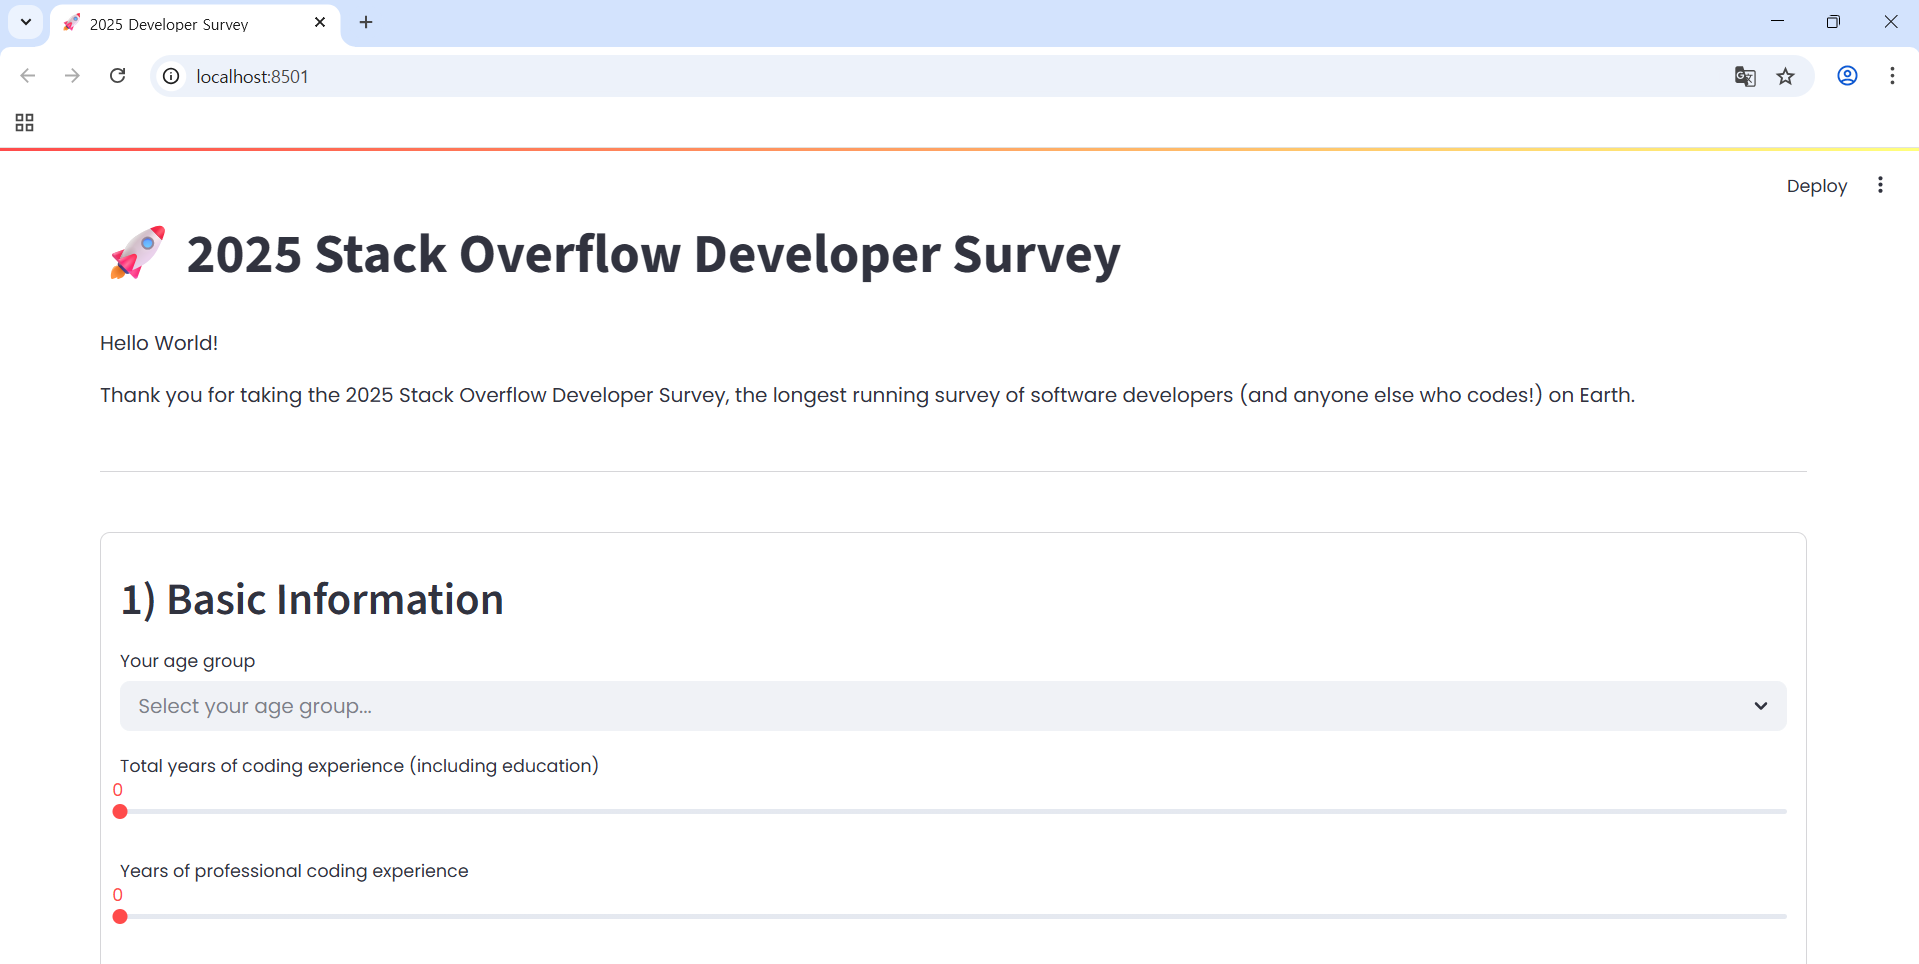 2025 Developer Survey
localhost:8501
Deploy
🚀 2025 Stack Overflow Developer Survey
Hello World!
Thank you for taking the 2025 Stack Overflow Developer Survey, the longest running survey of software developers (and anyone else who codes!) on Earth.
1) Basic Information
Your age group
Select your age group...
Total years of coding experience (including education)
0
Years of professional coding experience
0